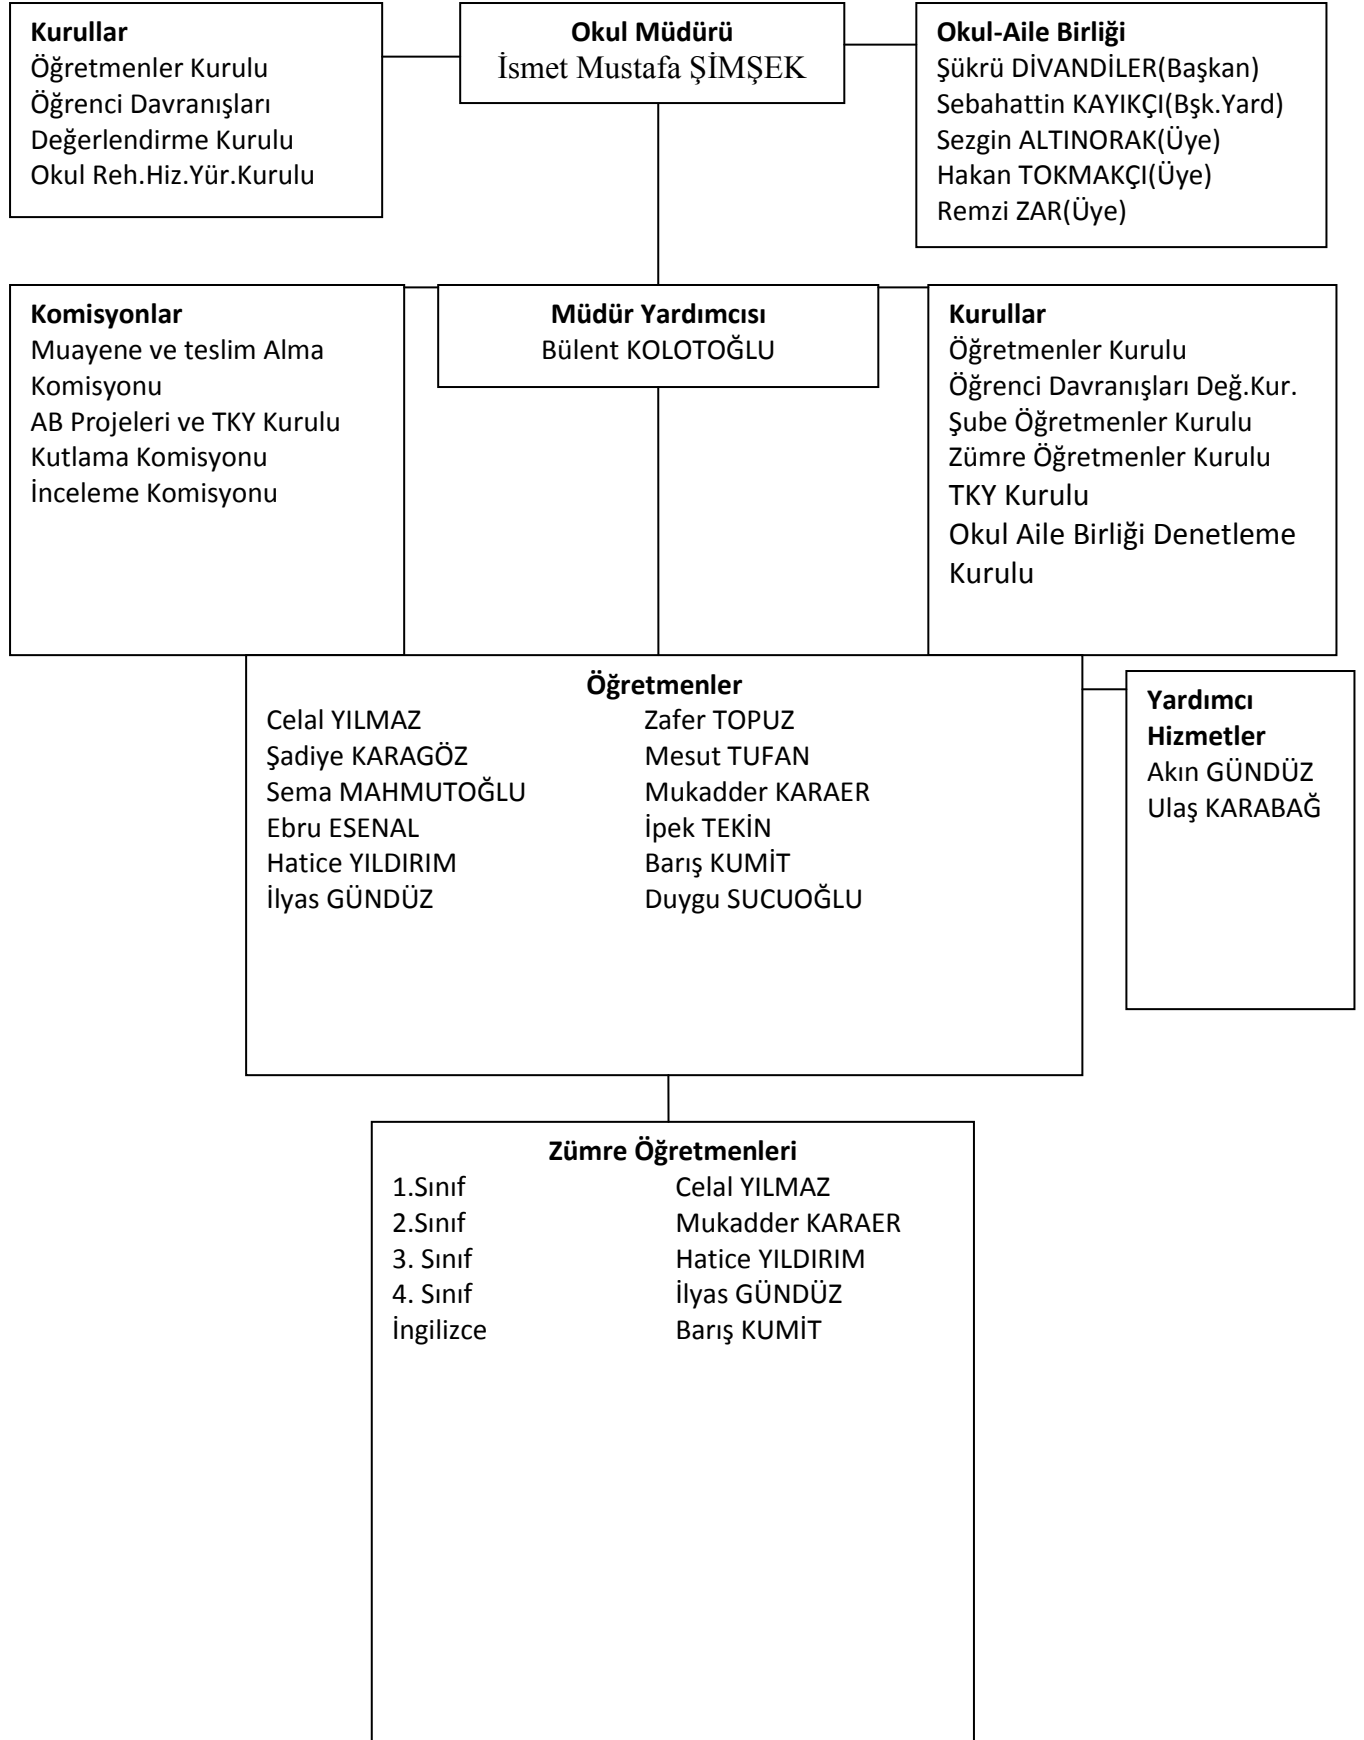 Kurullar
Öğretmenler Kurulu
Öğrenci Davranışları
Değerlendirme Kurulu
Okul Reh.Hiz.Yür.Kurulu
Okul Müdürü
İsmet Mustafa ŞİMŞEK
Okul-Aile Birliği
Şükrü DİVANDİLER(Başkan)
Sebahattin KAYIKÇI(Bşk.Yard)
Sezgin ALTINORAK(Üye)
Hakan TOKMAKÇI(Üye)
Remzi ZAR(Üye)
Komisyonlar
Muayene ve teslim Alma
Komisyonu
AB Projeleri ve TKY Kurulu
Kutlama Komisyonu
İnceleme Komisyonu
Müdür Yardımcısı
Bülent KOLOTOĞLU
Kurullar
Öğretmenler Kurulu
Öğrenci Davranışları Değ.Kur.
Şube Öğretmenler Kurulu
Zümre Öğretmenler Kurulu
TKY Kurulu
Okul Aile Birliği Denetleme
Kurulu
Öğretmenler
Celal YILMAZ Zafer TOPUZ
Şadiye KARAGÖZ Mesut TUFAN
Sema MAHMUTOĞLU Mukadder KARAER
Ebru ESENAL İpek TEKİN
Hatice YILDIRIM Barış KUMİT
İlyas GÜNDÜZ Duygu SUCUOĞLU
Yardımcı
Hizmetler
Akın GÜNDÜZ
Ulaş KARABAĞ
Zümre Öğretmenleri
1.Sınıf Celal YILMAZ
2.Sınıf Mukadder KARAER
3. Sınıf Hatice YILDIRIM
4. Sınıf İlyas GÜNDÜZ
İngilizce Barış KUMİT